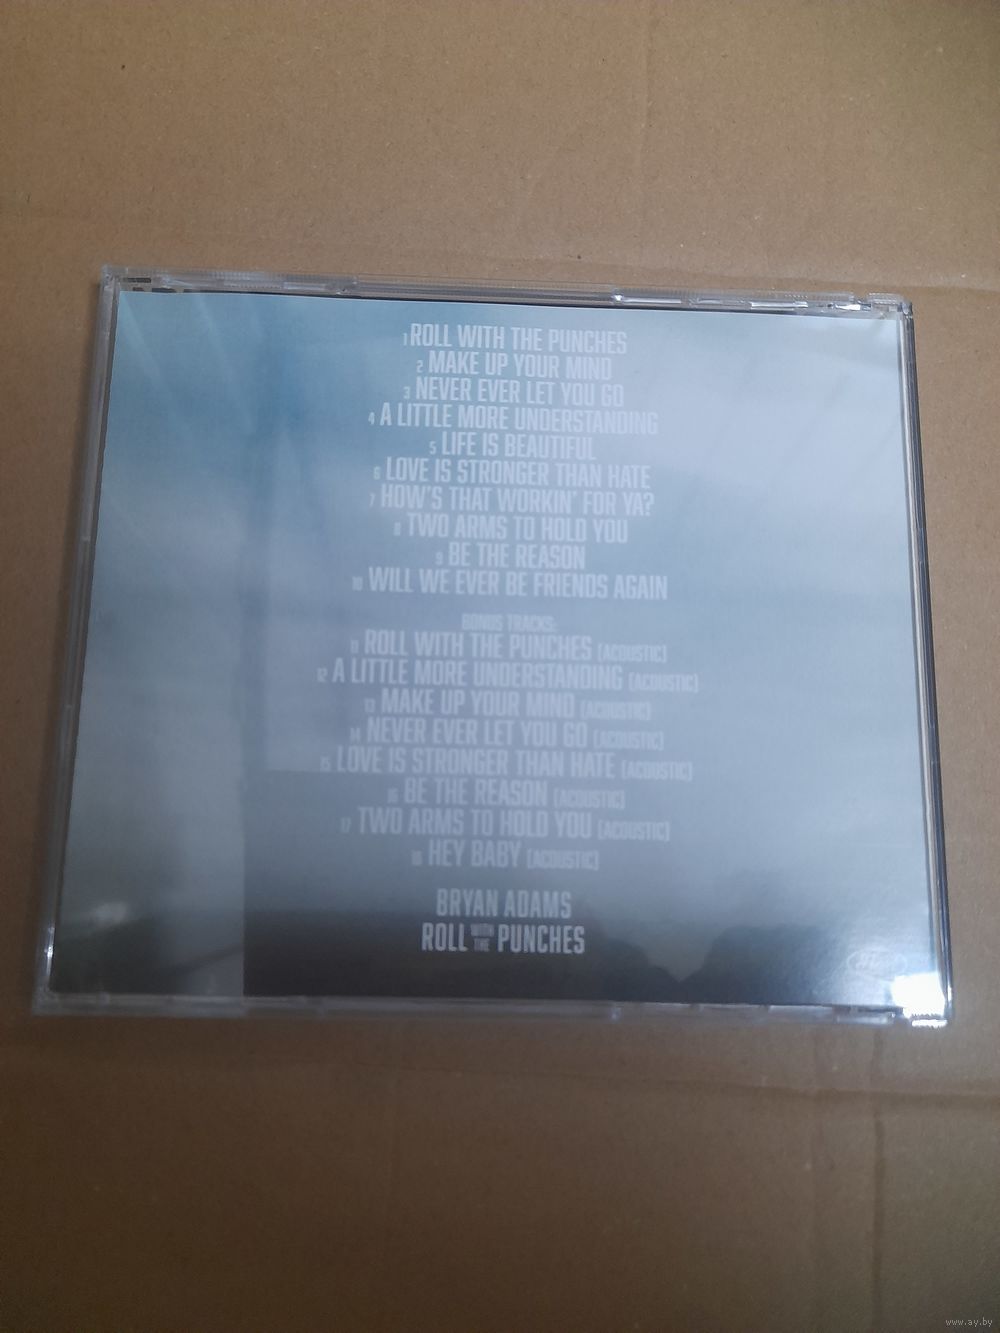 1 ROLL WITH THE PUNCHES
2 MAKE UP YOUR MIND
3 NEVER EVER LET YOU GO
4 A LITTLE MORE UNDERSTANDING
5 LIFE IS BEAUTIFUL
6 LOVE IS STRONGER THAN HATE
7 HOW'S THAT WORKIN' FOR YA?
8 TWO ARMS TO HOLD YOU
9 BE THE REASON
10 WILL WE EVER BE FRIENDS AGAIN
BONUS TRACKS:
11 ROLL WITH THE PUNCHES (ACOUSTIC)
12 A LITTLE MORE UNDERSTANDING (ACOUSTIC)
13 MAKE UP YOUR MIND (ACOUSTIC)
14 NEVER EVER LET YOU GO (ACOUSTIC)
15 LOVE IS STRONGER THAN HATE (ACOUSTIC)
16 BE THE REASON (ACOUSTIC)
17 TWO ARMS TO HOLD YOU (ACOUSTIC)
18 HEY BABY (ACOUSTIC)
BRYAN ADAMS
ROLL WITH THE PUNCHES
www.ay.by